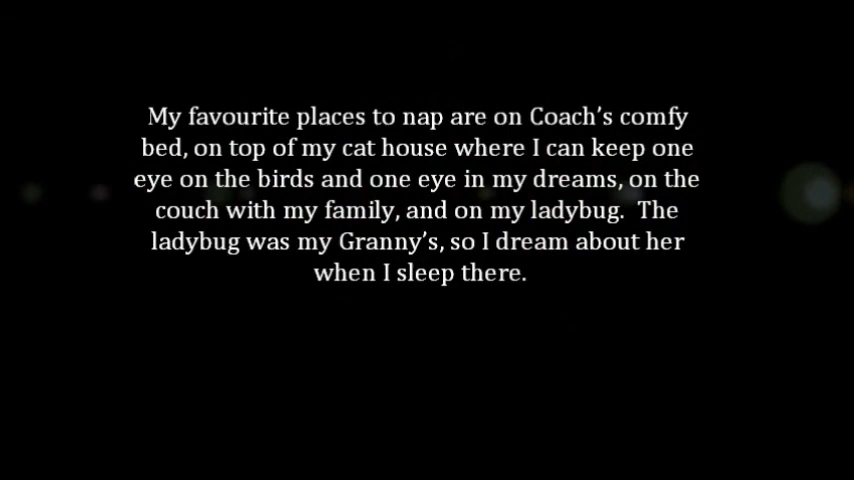 My favourite places to nap are on Coach’s comfy
bed, on top of my cat house where I can keep one
eye on the birds and one eye in my dreams, on the
couch with my family, and on my ladybug.  The
ladybug was my Granny’s, so I dream about her
when I sleep there.